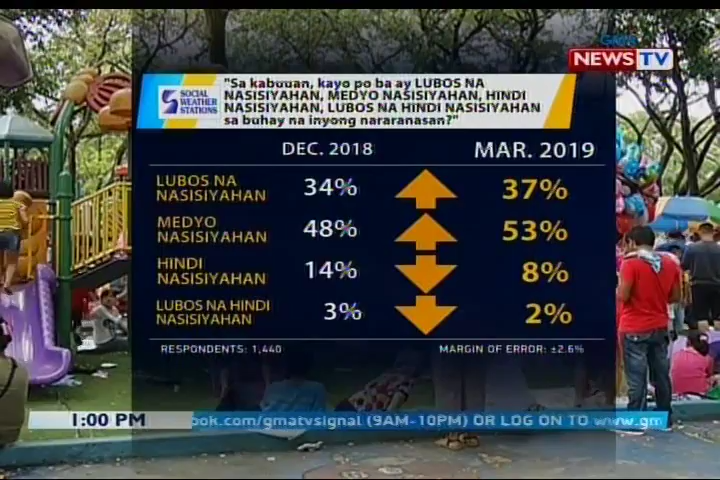 GMA
NEWS TV
SOCIAL
WEATHER
STATIONS
"Sa kabuuan, kayo po ba ay LUBOS NA
NASISIYAHAN, MEDYO NASISIYAHAN, HINDI
NASISIYAHAN, LUBOS NA HINDI NASISIYAHAN
sa buhay na inyong nararanasan?"
DEC. 2018 MAR. 2019
LUBOS NA
NASISIYAHAN 34% 37%
MEDYO
NASISIYAHAN 48% 53%
HINDI
NASISIYAHAN 14% 8%
LUBOS NA HINDI
NASISIYAHAN 3% 2%
RESPONDENTS: 1,440 MARGIN OF ERROR: ±2.6%
1:00 PM ook.com/gmatvsignal (9AM-10PM) OR LOG ON TO www.gm